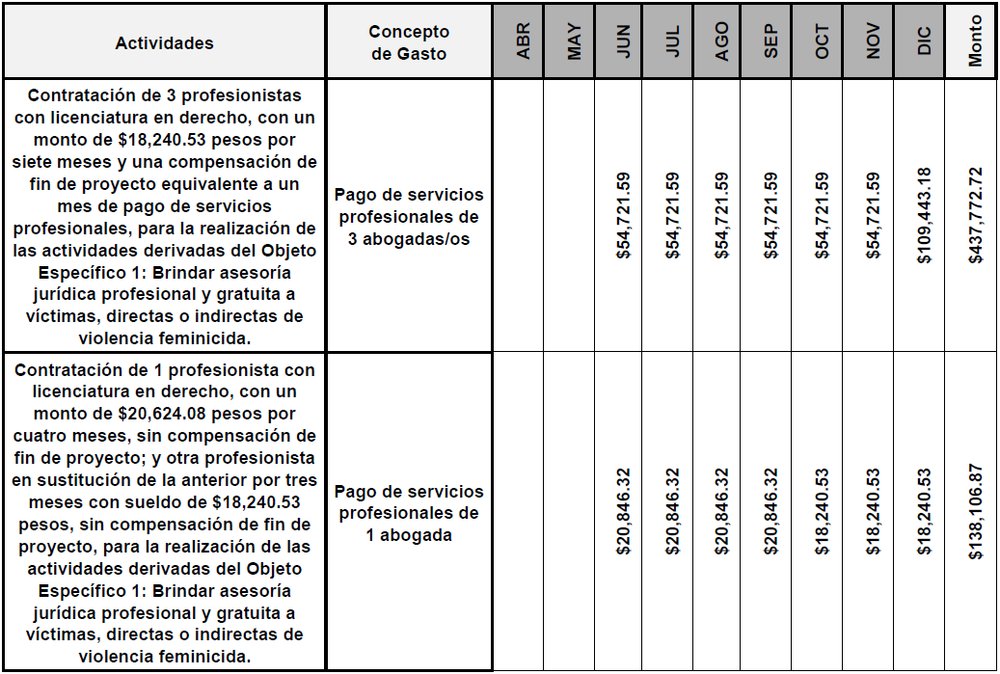 Actividades
Concepto
de Gasto
ABR
MAY
JUN
JUL
AGO
SEP
OCT
NOV
DIC
Monto
Contratación de 3 profesionistas
con licenciatura en derecho, con un
monto de $18,240.53 pesos por
siete meses y una compensación de
fin de proyecto equivalente a un
mes de pago de servicios
profesionales, para la realización de
las actividades derivadas del Objeto
Específico 1: Brindar asesoría
jurídica profesional y gratuita a
víctimas, directas o indirectas de
violencia feminicida.
Pago de servicios
profesionales de
3 abogadas/os
$54,721.59
$54,721.59
$54,721.59
$54,721.59
$54,721.59
$54,721.59
$109,443.18
$437,772.72
Contratación de 1 profesionista con
licenciatura en derecho, con un
monto de $20,624.08 pesos por
cuatro meses, sin compensación de
fin de proyecto; y otra profesionista
en sustitución de la anterior por tres
meses con sueldo de $18,240.53
pesos, sin compensación de fin de
proyecto, para la realización de las
actividades derivadas del Objeto
Específico 1: Brindar asesoría
jurídica profesional y gratuita a
víctimas, directas o indirectas de
violencia feminicida.
Pago de servicios
profesionales de
1 abogada
$20,846.32
$20,846.32
$20,846.32
$20,846.32
$18,240.53
$18,240.53
$18,240.53
$138,106.87